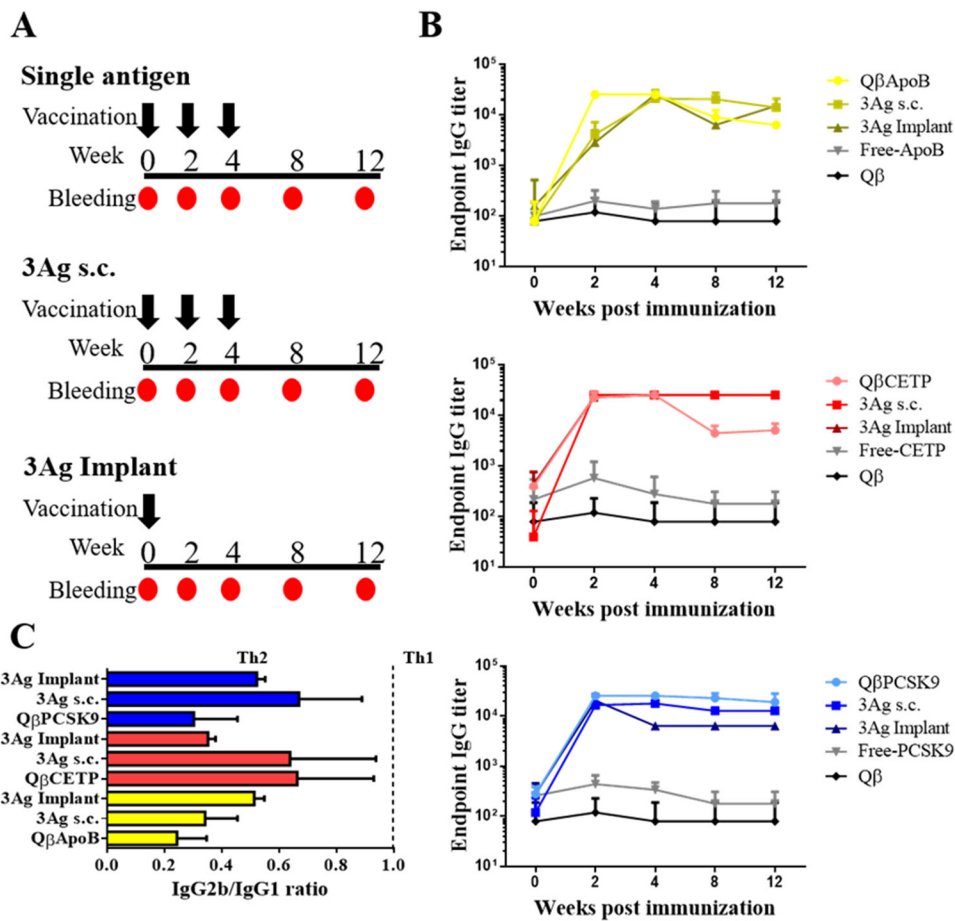 A
Single antigen
Vaccination
Week 0 2 4 8 12
Bleeding
3Ag s.c.
Vaccination
Week 0 2 4 8 12
Bleeding
3Ag Implant
Vaccination
Week 0 2 4 8 12
Bleeding
B
Endpoint IgG titer
10⁵
10⁴
10³
10²
10¹
0 2 4 8 12
Weeks post immunization
QβApoB
3Ag s.c.
3Ag Implant
Free-ApoB
Qβ
Endpoint IgG titer
10⁵
10⁴
10³
10²
10¹
0 2 4 8 12
Weeks post immunization
QβCETP
3Ag s.c.
3Ag Implant
Free-CETP
Qβ
Endpoint IgG titer
10⁵
10⁴
10³
10²
10¹
0 2 4 8 12
Weeks post immunization
QβPCSK9
3Ag s.c.
3Ag Implant
Free-PCSK9
Qβ
C
Th2 Th1
3Ag Implant
3Ag s.c.
QβPCSK9
3Ag Implant
3Ag s.c.
QβCETP
3Ag Implant
3Ag s.c.
QβApoB
0.0 0.2 0.4 0.6 0.8 1.0
IgG2b/IgG1 ratio